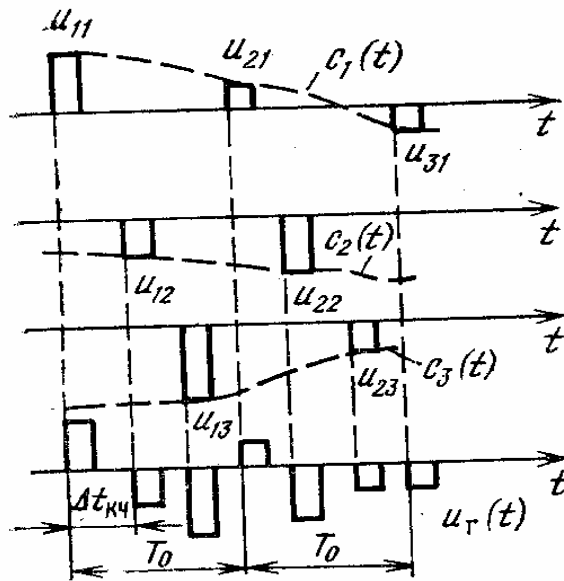 u₁₁ u₂₁ c₁(t)
t
u₃₁
c₂(t) t
u₁₂ u₂₂
t
u₂₃ c₃(t)
u₁₃
t
Δtкч uг(t)
T₀ T₀